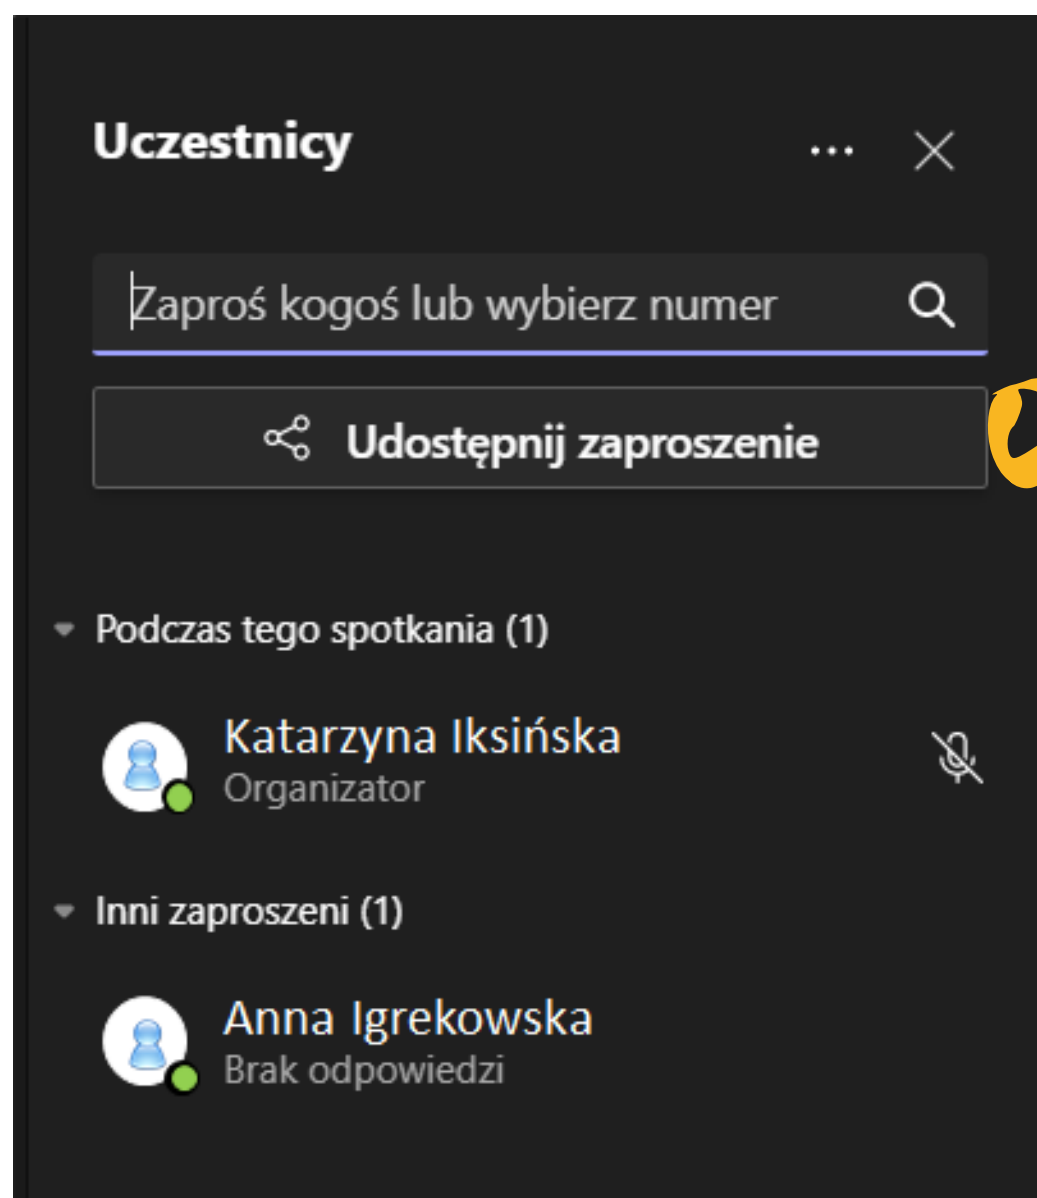 Uczestnicy
Zaproś kogoś lub wybierz numer
Udostępnij zaproszenie
Podczas tego spotkania (1)
Katarzyna Iksińska
Organizator
Inni zaproszeni (1)
Anna Igrekowska
Brak odpowiedzi